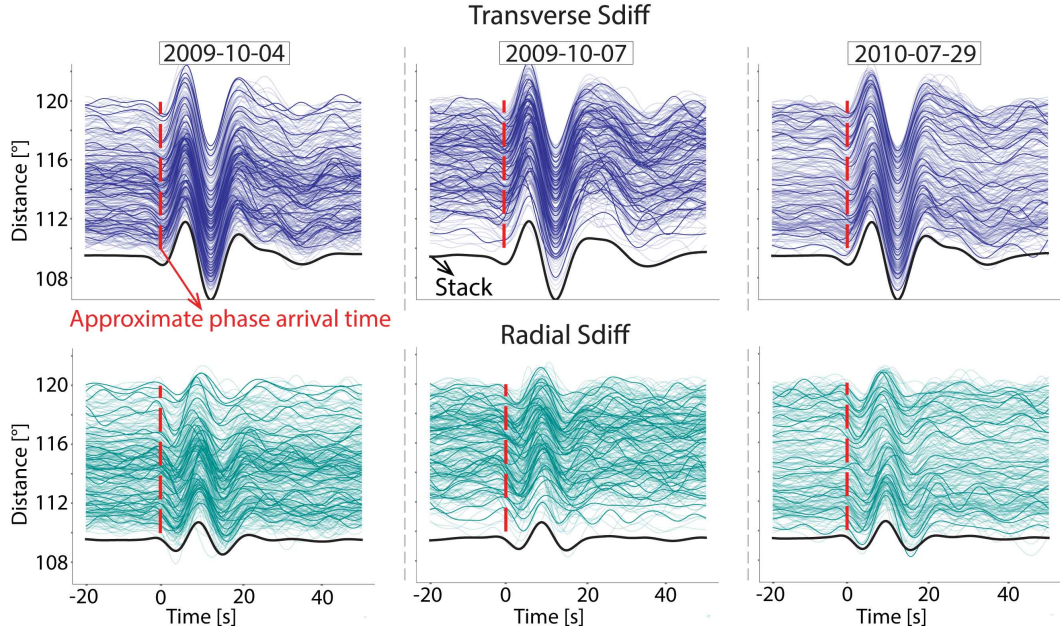 Transverse Sdiff
2009-10-04
2009-10-07
2010-07-29
Distance [°]
120
116
112
108
Stack
Approximate phase arrival time
Radial Sdiff
Distance [°]
120
116
112
108
-20 0 20 40
-20 0 20 40
-20 0 20 40
Time [s]
Time [s]
Time [s]